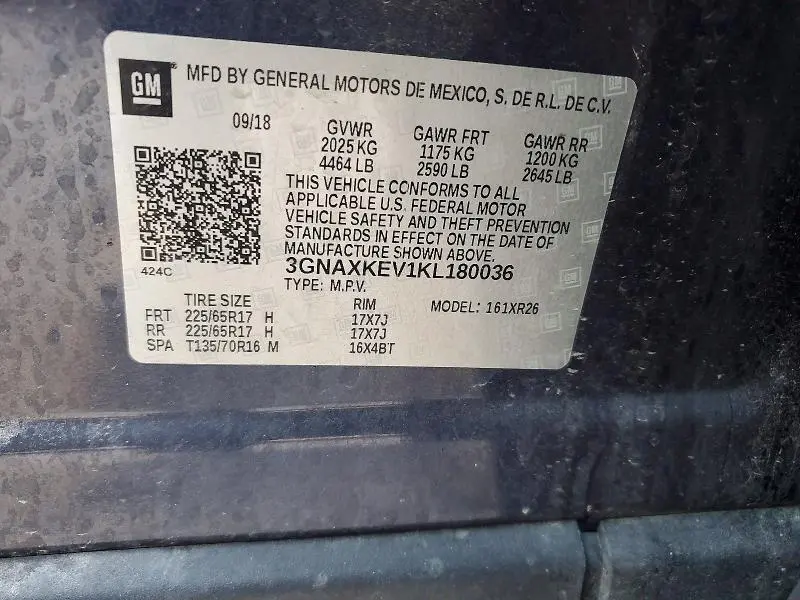 GM MFD BY GENERAL MOTORS DE MEXICO, S. DE R.L. DE C.V.
09/18 GVWR GAWR FRT GAWR RR
2025 KG 1175 KG 1200 KG
4464 LB 2590 LB 2645 LB
THIS VEHICLE CONFORMS TO ALL
APPLICABLE U.S. FEDERAL MOTOR
VEHICLE SAFETY AND THEFT PREVENTION
STANDARDS IN EFFECT ON THE DATE OF
MANUFACTURE SHOWN ABOVE.
424C 3GNAXKEV1KL180036
TYPE: M.P.V.
TIRE SIZE RIM MODEL: 161XR26
FRT 225/65R17 H 17X7J
RR 225/65R17 H 17X7J
SPA T135/70R16 M 16X4BT